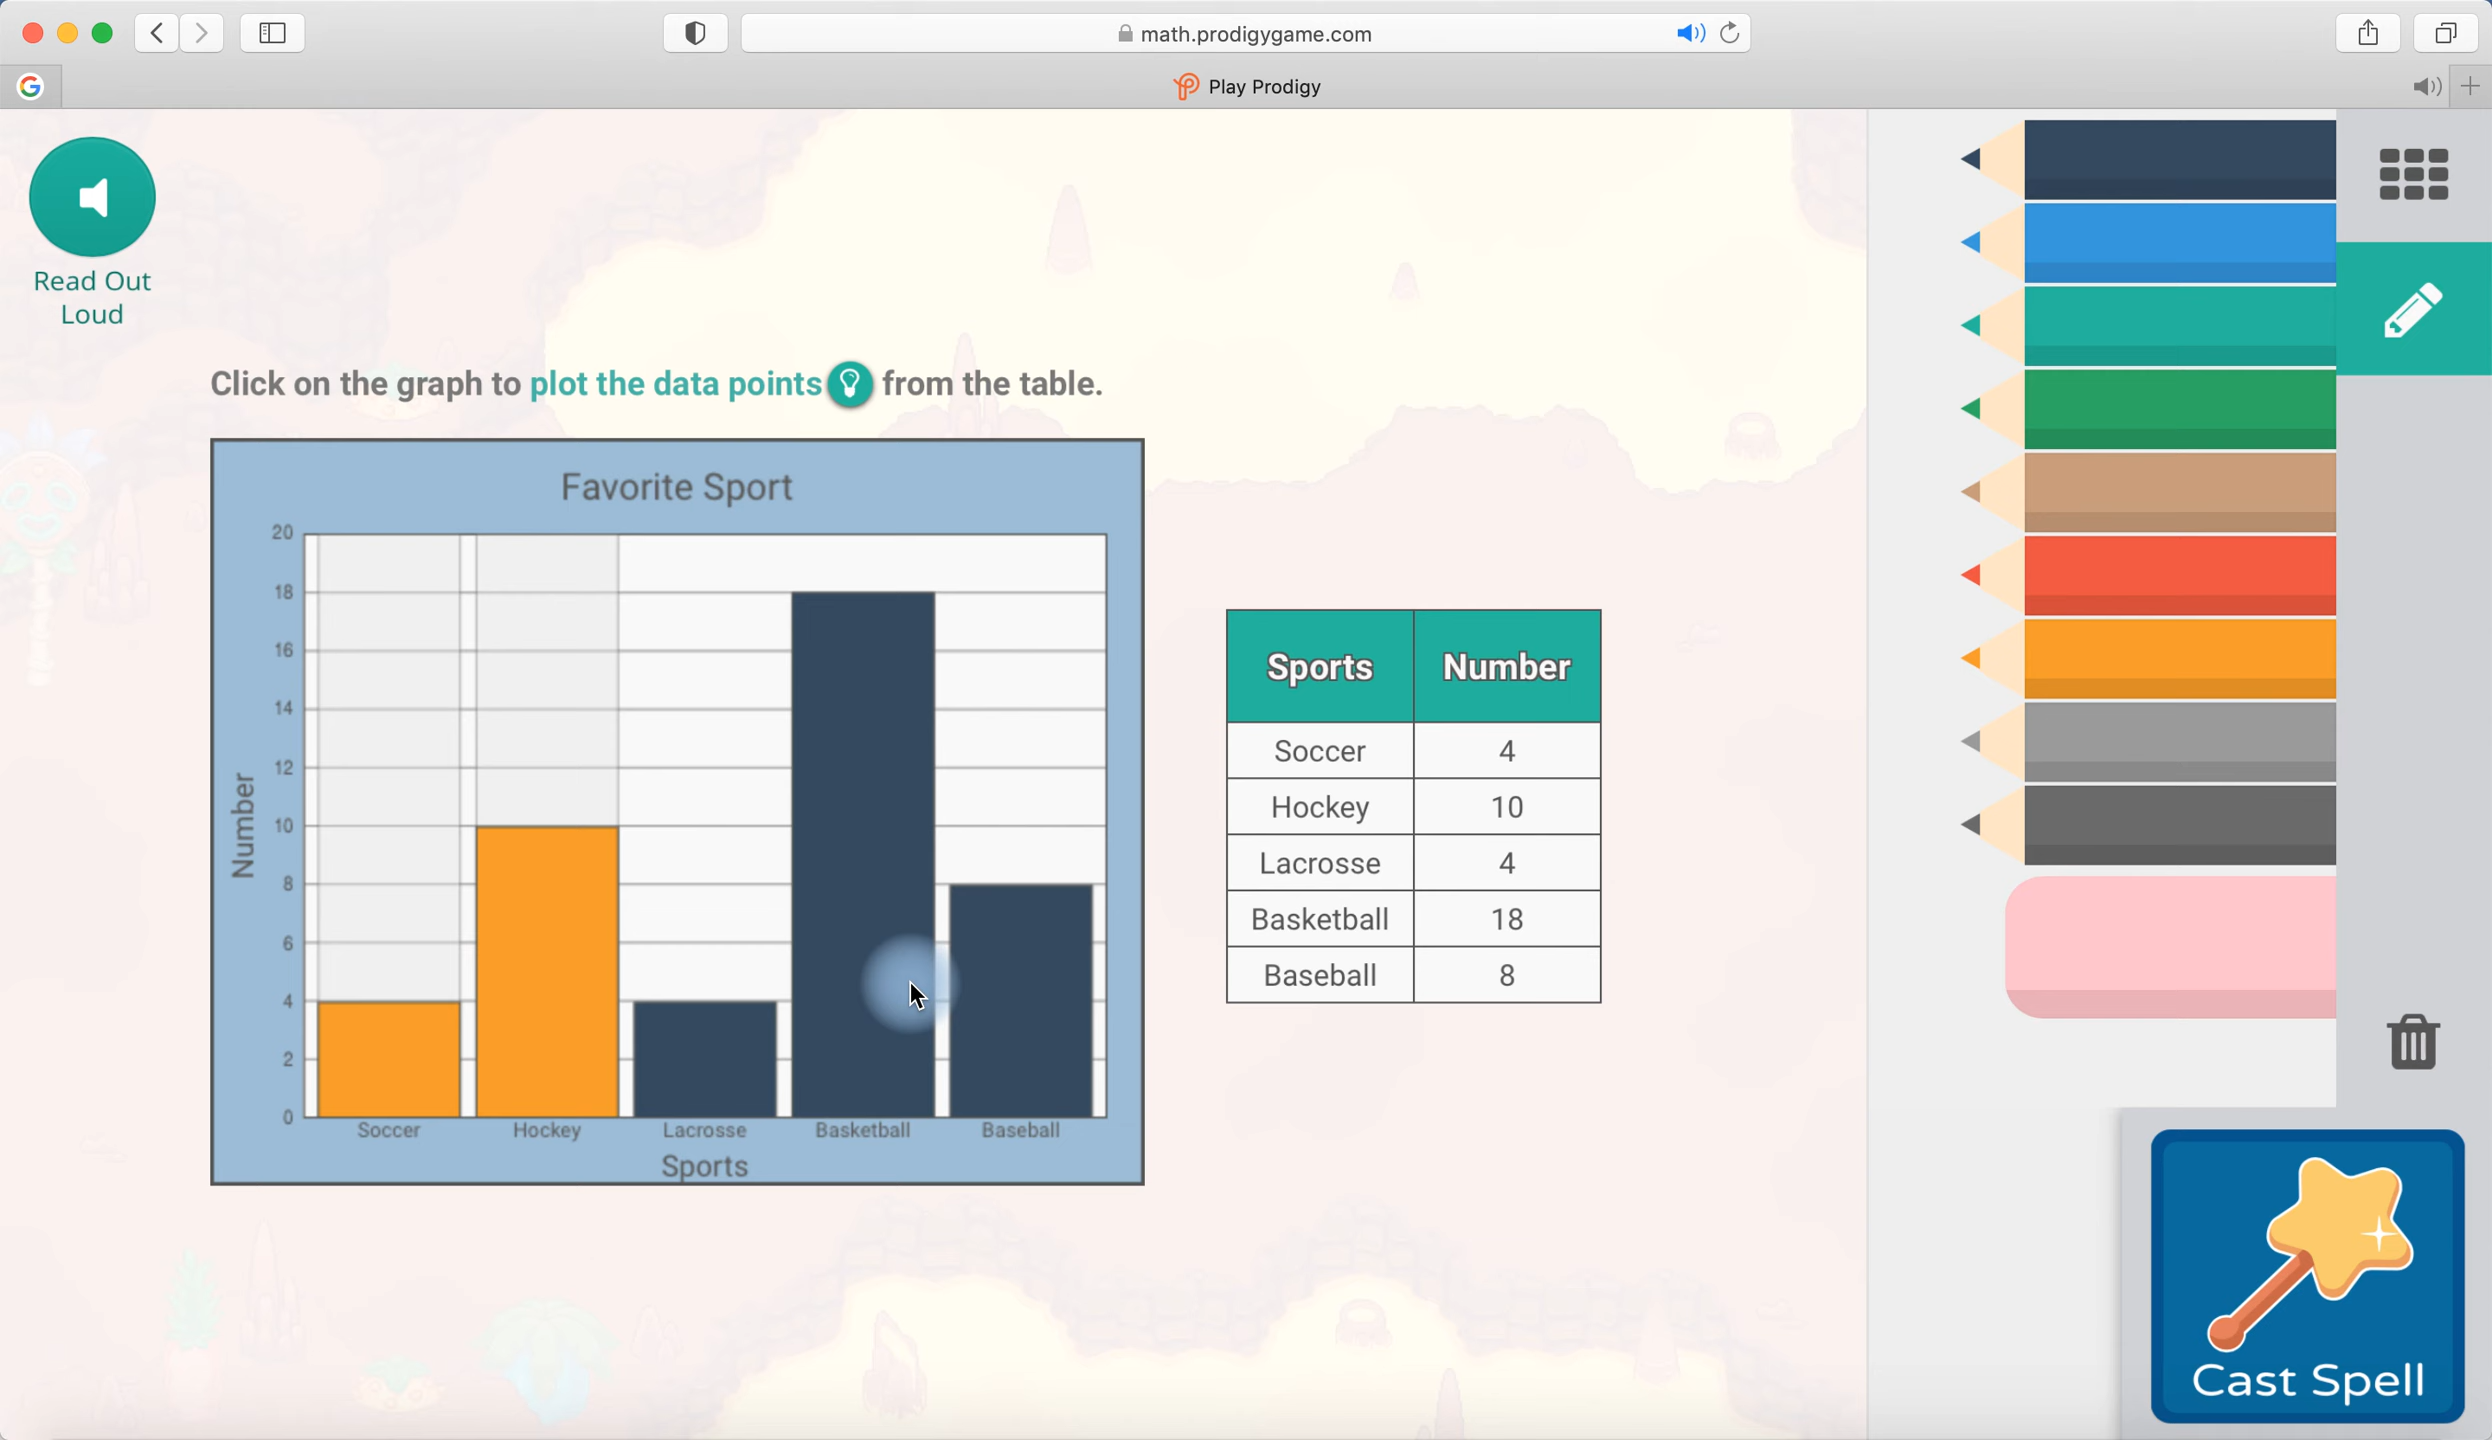 math.prodigygame.com
Play Prodigy
Read Out
Loud
Click on the graph to plot the data points from the table.
Favorite Sport
20
18
16
14
12
10
8
6
4
2
0
Number
Soccer Hockey Lacrosse Basketball Baseball
Sports
Sports Number
Soccer 4
Hockey 10
Lacrosse 4
Basketball 18
Baseball 8
Cast Spell